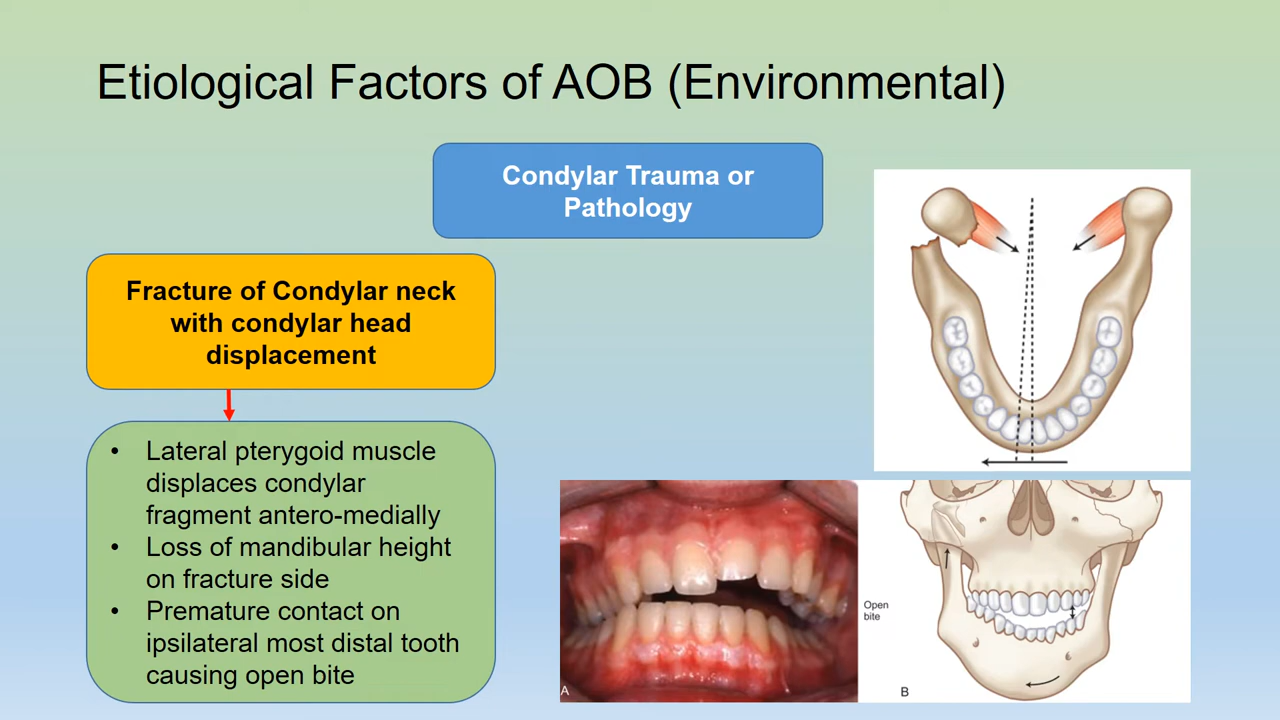 Etiological Factors of AOB (Environmental)
Condylar Trauma or
Pathology
Fracture of Condylar neck
with condylar head
displacement
• Lateral pterygoid muscle
displaces condylar
fragment antero-medially
• Loss of mandibular height
on fracture side
• Premature contact on
ipsilateral most distal tooth
causing open bite
A
Open
bite
B